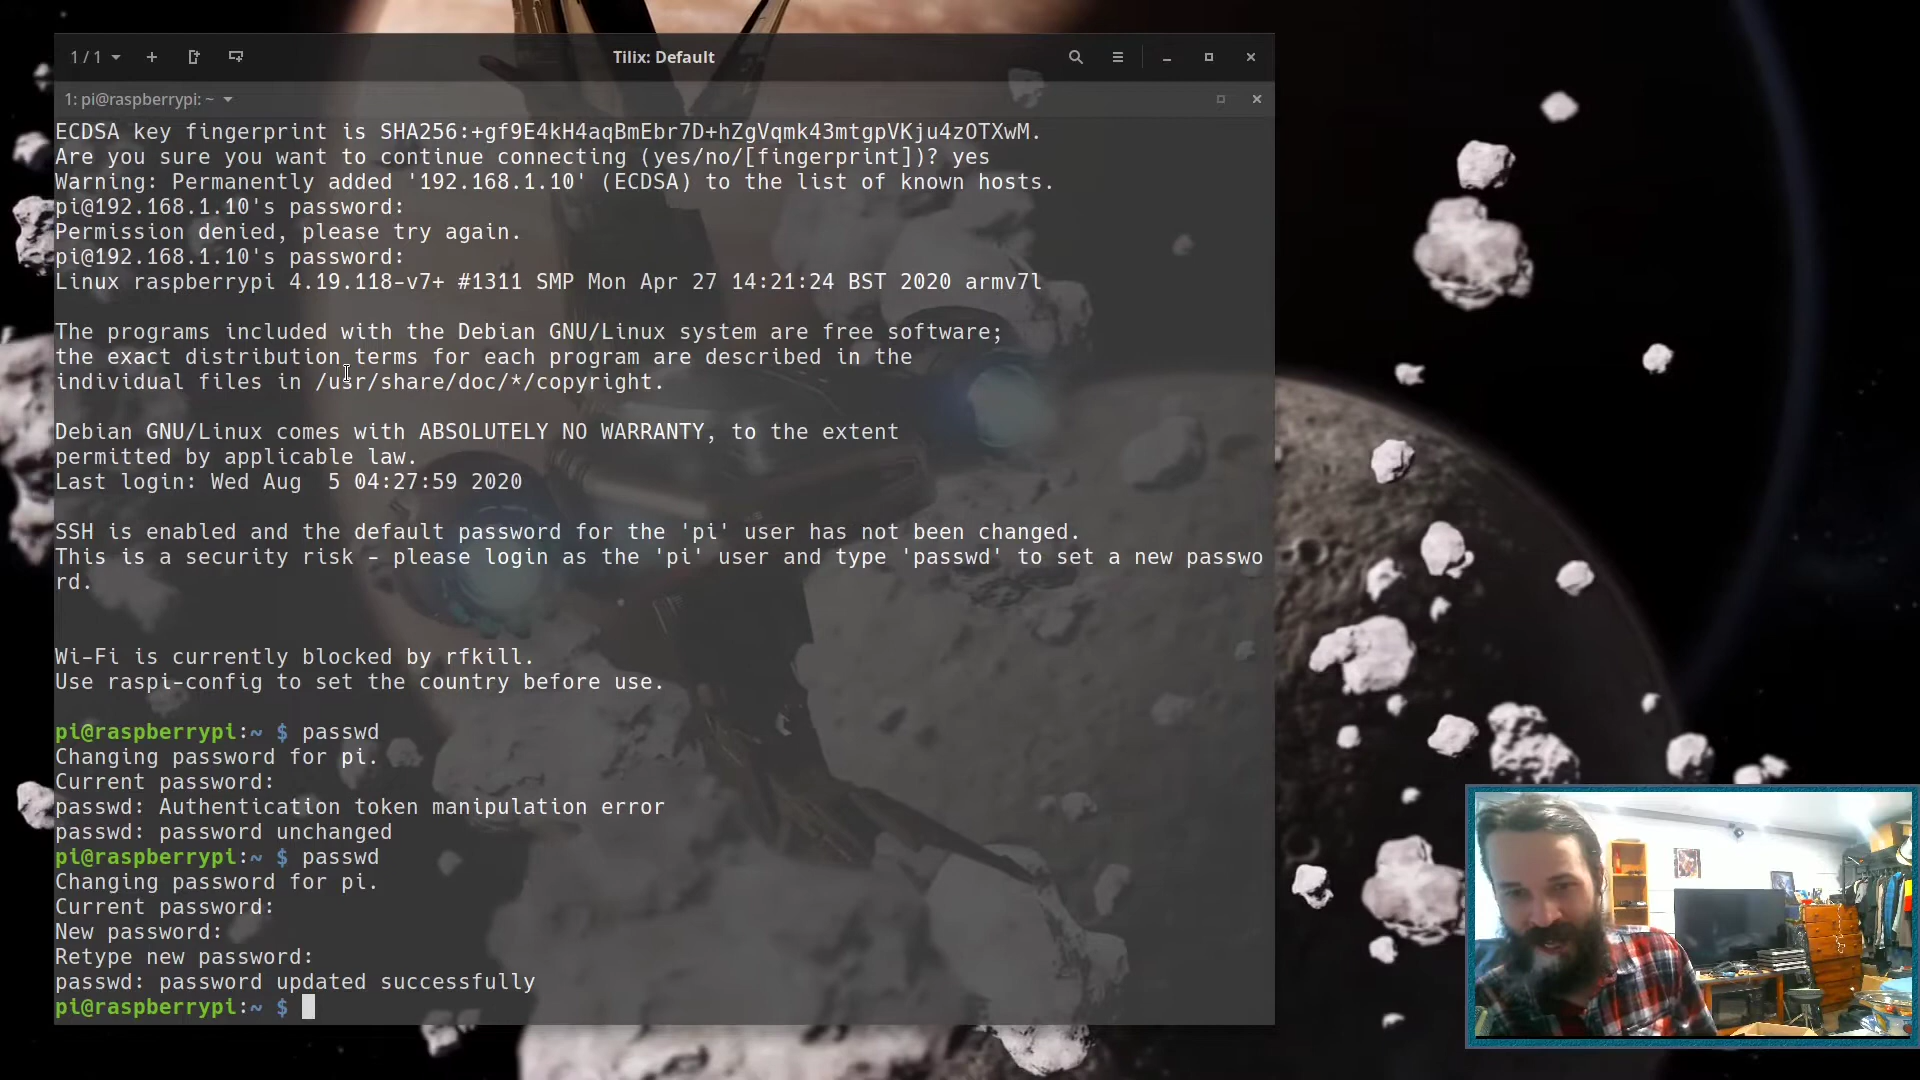 1 / 1
Tilix: Default
1: pi@raspberrypi: ~
ECDSA key fingerprint is SHA256:+gf9E4kH4aqBmEbr7D+hZgVqmk43mtgpVKju4zOTXwM.
Are you sure you want to continue connecting (yes/no/[fingerprint])? yes
Warning: Permanently added '192.168.1.10' (ECDSA) to the list of known hosts.
pi@192.168.1.10's password:
Permission denied, please try again.
pi@192.168.1.10's password:
Linux raspberrypi 4.19.118-v7+ #1311 SMP Mon Apr 27 14:21:24 BST 2020 armv7l
The programs included with the Debian GNU/Linux system are free software;
the exact distribution terms for each program are described in the
individual files in /usr/share/doc/*/copyright.
Debian GNU/Linux comes with ABSOLUTELY NO WARRANTY, to the extent
permitted by applicable law.
Last login: Wed Aug  5 04:27:59 2020
SSH is enabled and the default password for the 'pi' user has not been changed.
This is a security risk - please login as the 'pi' user and type 'passwd' to set a new passwo
rd.
Wi-Fi is currently blocked by rfkill.
Use raspi-config to set the country before use.
pi@raspberrypi:~ $ passwd
Changing password for pi.
Current password:
passwd: Authentication token manipulation error
passwd: password unchanged
pi@raspberrypi:~ $ passwd
Changing password for pi.
Current password:
New password:
Retype new password:
passwd: password updated successfully
pi@raspberrypi:~ $